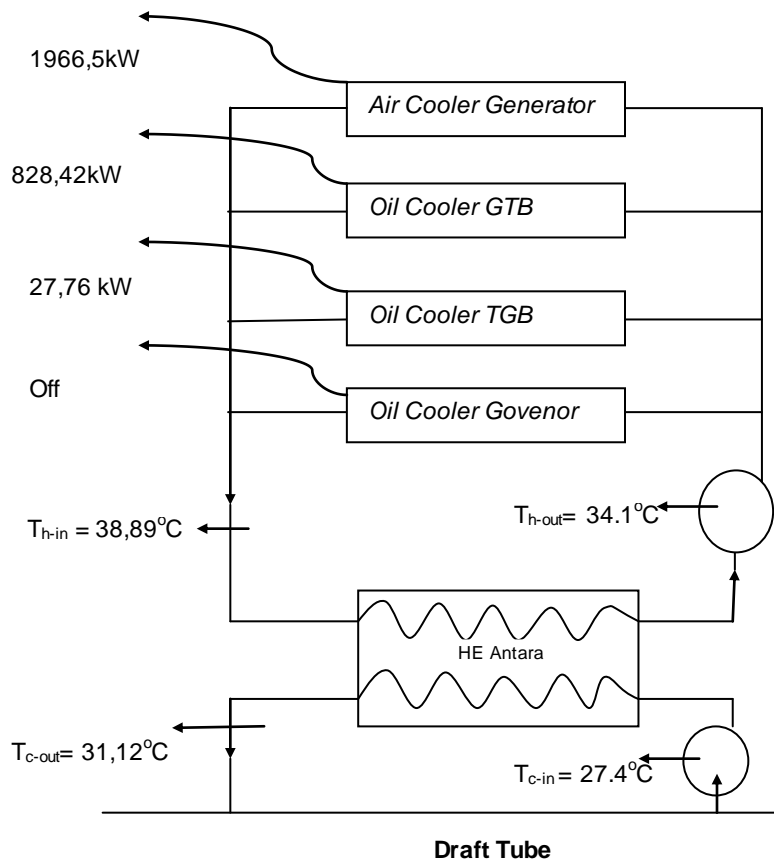 1966,5kW
Air Cooler Generator
828,42kW
Oil Cooler GTB
27,76 kW
Oil Cooler TGB
Off
Oil Cooler Govenor
Th-in = 38,89°C
Th-out= 34.1°C
HE Antara
Tc-out= 31,12°C
Tc-in = 27.4°C
Draft Tube